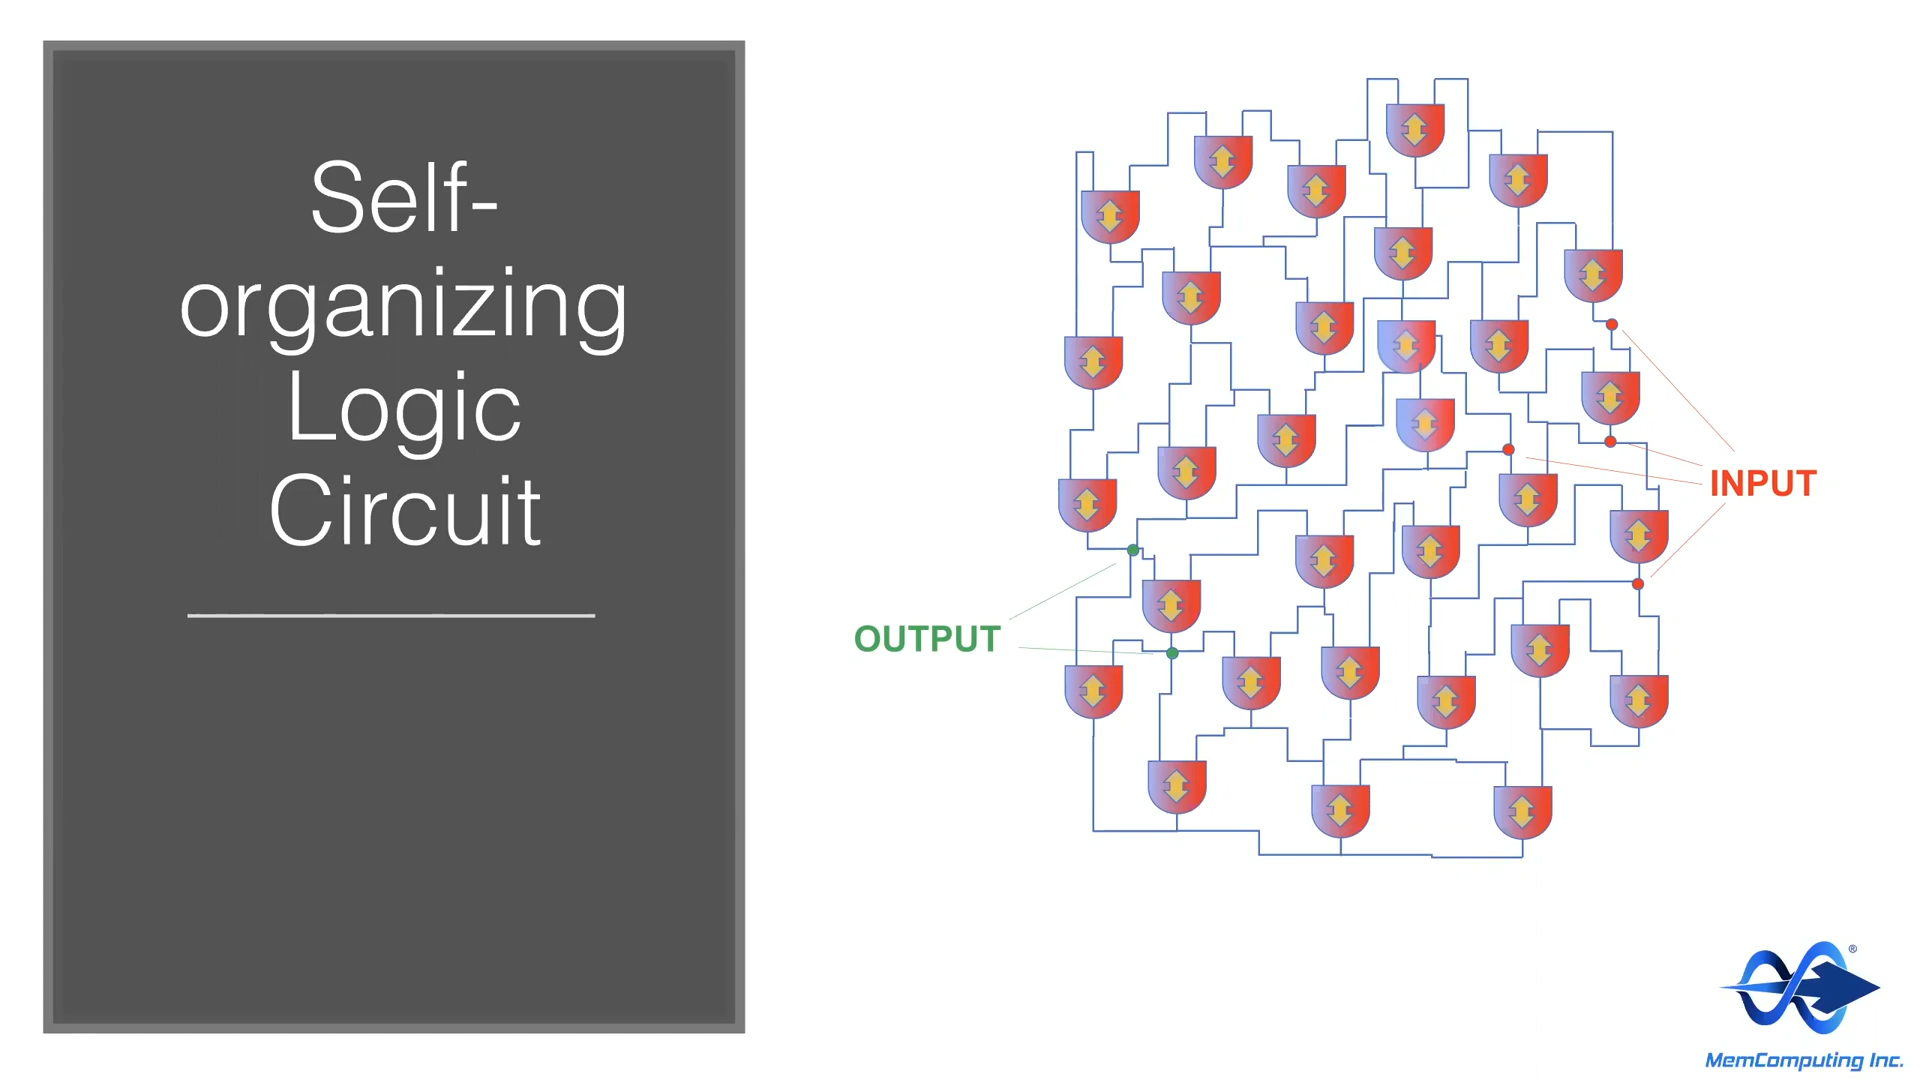 Self-
organizing
Logic
Circuit
INPUT
OUTPUT
®
MemComputing Inc.